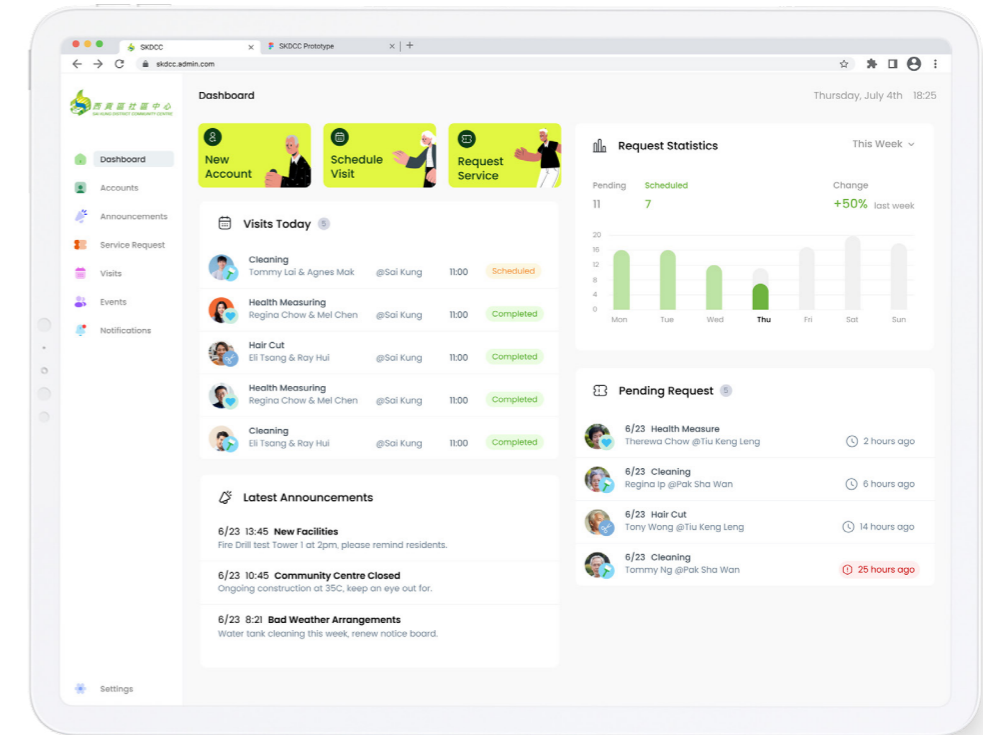 SKDCC
SKDCC Prototype
skdcc.admin.com
西貢區社區中心
SAI KUNG DISTRICT COMMUNITY CENTRE
Dashboard
Accounts
Announcements
Service Request
Visits
Events
Notifications
Settings
Dashboard
Thursday, July 4th 18:25
New
Account
Schedule
Visit
Request
Service
Visits Today 5
Cleaning
Tommy Lai & Agnes Mak @Sai Kung 11:00 Scheduled
Health Measuring
Regina Chow & Mel Chen @Sai Kung 11:00 Completed
Hair Cut
Eli Tsang & Ray Hui @Sai Kung 11:00 Completed
Health Measuring
Regina Chow & Mel Chen @Sai Kung 11:00 Completed
Cleaning
Eli Tsang & Ray Hui @Sai Kung 11:00 Completed
Latest Announcements
6/23 13:45 New Facilities
Fire Drill test Tower 1 at 2pm, please remind residents.
6/23 10:45 Community Centre Closed
Ongoing construction at 35C, keep an eye out for.
6/23 8:21 Bad Weather Arrangements
Water tank cleaning this week, renew notice board.
Request Statistics
This Week
Pending Scheduled Change
11 7 +50% last week
20
16
12
8
4
0
Mon Tue Wed Thu Fri Sat Sun
Pending Request 5
6/23 Health Measure
Therewa Chow @Tiu Keng Leng 2 hours ago
6/23 Cleaning
Regina Ip @Pak Sha Wan 6 hours ago
6/23 Hair Cut
Tony Wong @Tiu Keng Leng 14 hours ago
6/23 Cleaning
Tommy Ng @Pak Sha Wan 25 hours ago